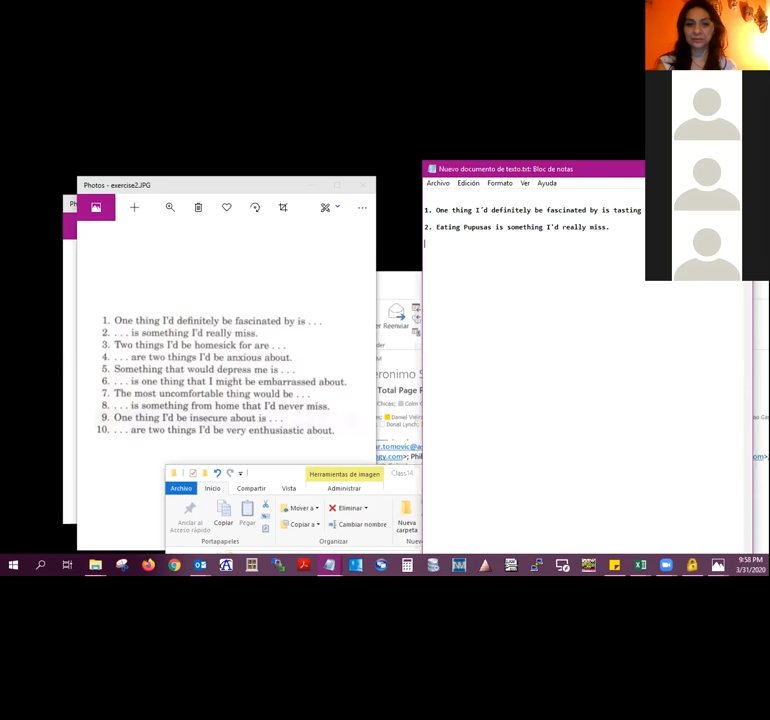 Photos - exercise2.JPG
1. One thing I'd definitely be fascinated by is . . .
2. . . . is something I'd really miss.
3. Two things I'd be homesick for are . . .
4. . . . are two things I'd be anxious about.
5. Something that would depress me is . . .
6. . . . is one thing that I might be embarrassed about.
7. The most uncomfortable thing would be . . .
8. . . . is something from home that I'd never miss.
9. One thing I'd be insecure about is . . .
10. . . . are two things I'd be very enthusiastic about.
Nuevo documento de texto.txt: Bloc de notas
Archivo Edición Formato Ver Ayuda
1. One thing I´d definitely be fascinated by is tasting
2. Eating Pupusas is something I'd really miss.
Reenviar
Total Page
Herramientas de imagen
Clacs14
Archivo Inicio Compartir Vista Administrar
Anclar al
Acceso rápido
Copiar
Pegar
Mover a
Copiar a
Eliminar
Cambiar nombre
Nueva
carpeta
Portapapeles
Organizar
9:58 PM
3/31/2020